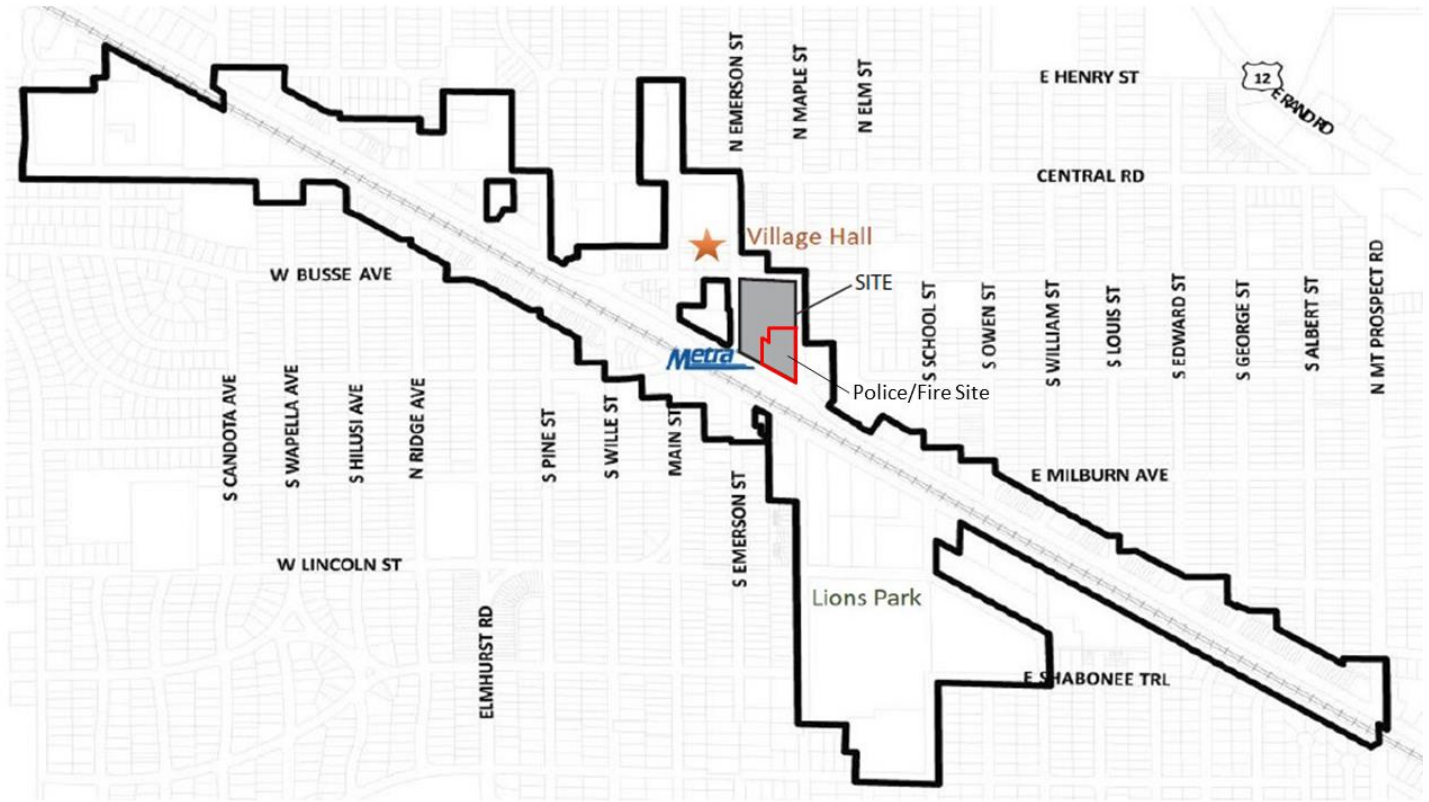 N EMERSON ST
N MAPLE ST
N ELM ST
E HENRY ST
12
E RAND RD
CENTRAL RD
Village Hall
W BUSSE AVE
SITE
S SCHOOL ST
S OWEN ST
S WILLIAM ST
S LOUIS ST
S EDWARD ST
S GEORGE ST
S ALBERT ST
N MT PROSPECT RD
Metra
Police/Fire Site
S CANDOTA AVE
S WAPELLA AVE
S HILUSI AVE
N RIDGE AVE
S PINE ST
S WILLE ST
MAIN ST
S EMERSON ST
E MILBURN AVE
W LINCOLN ST
Lions Park
ELMHURST RD
E SHABONEE TRL